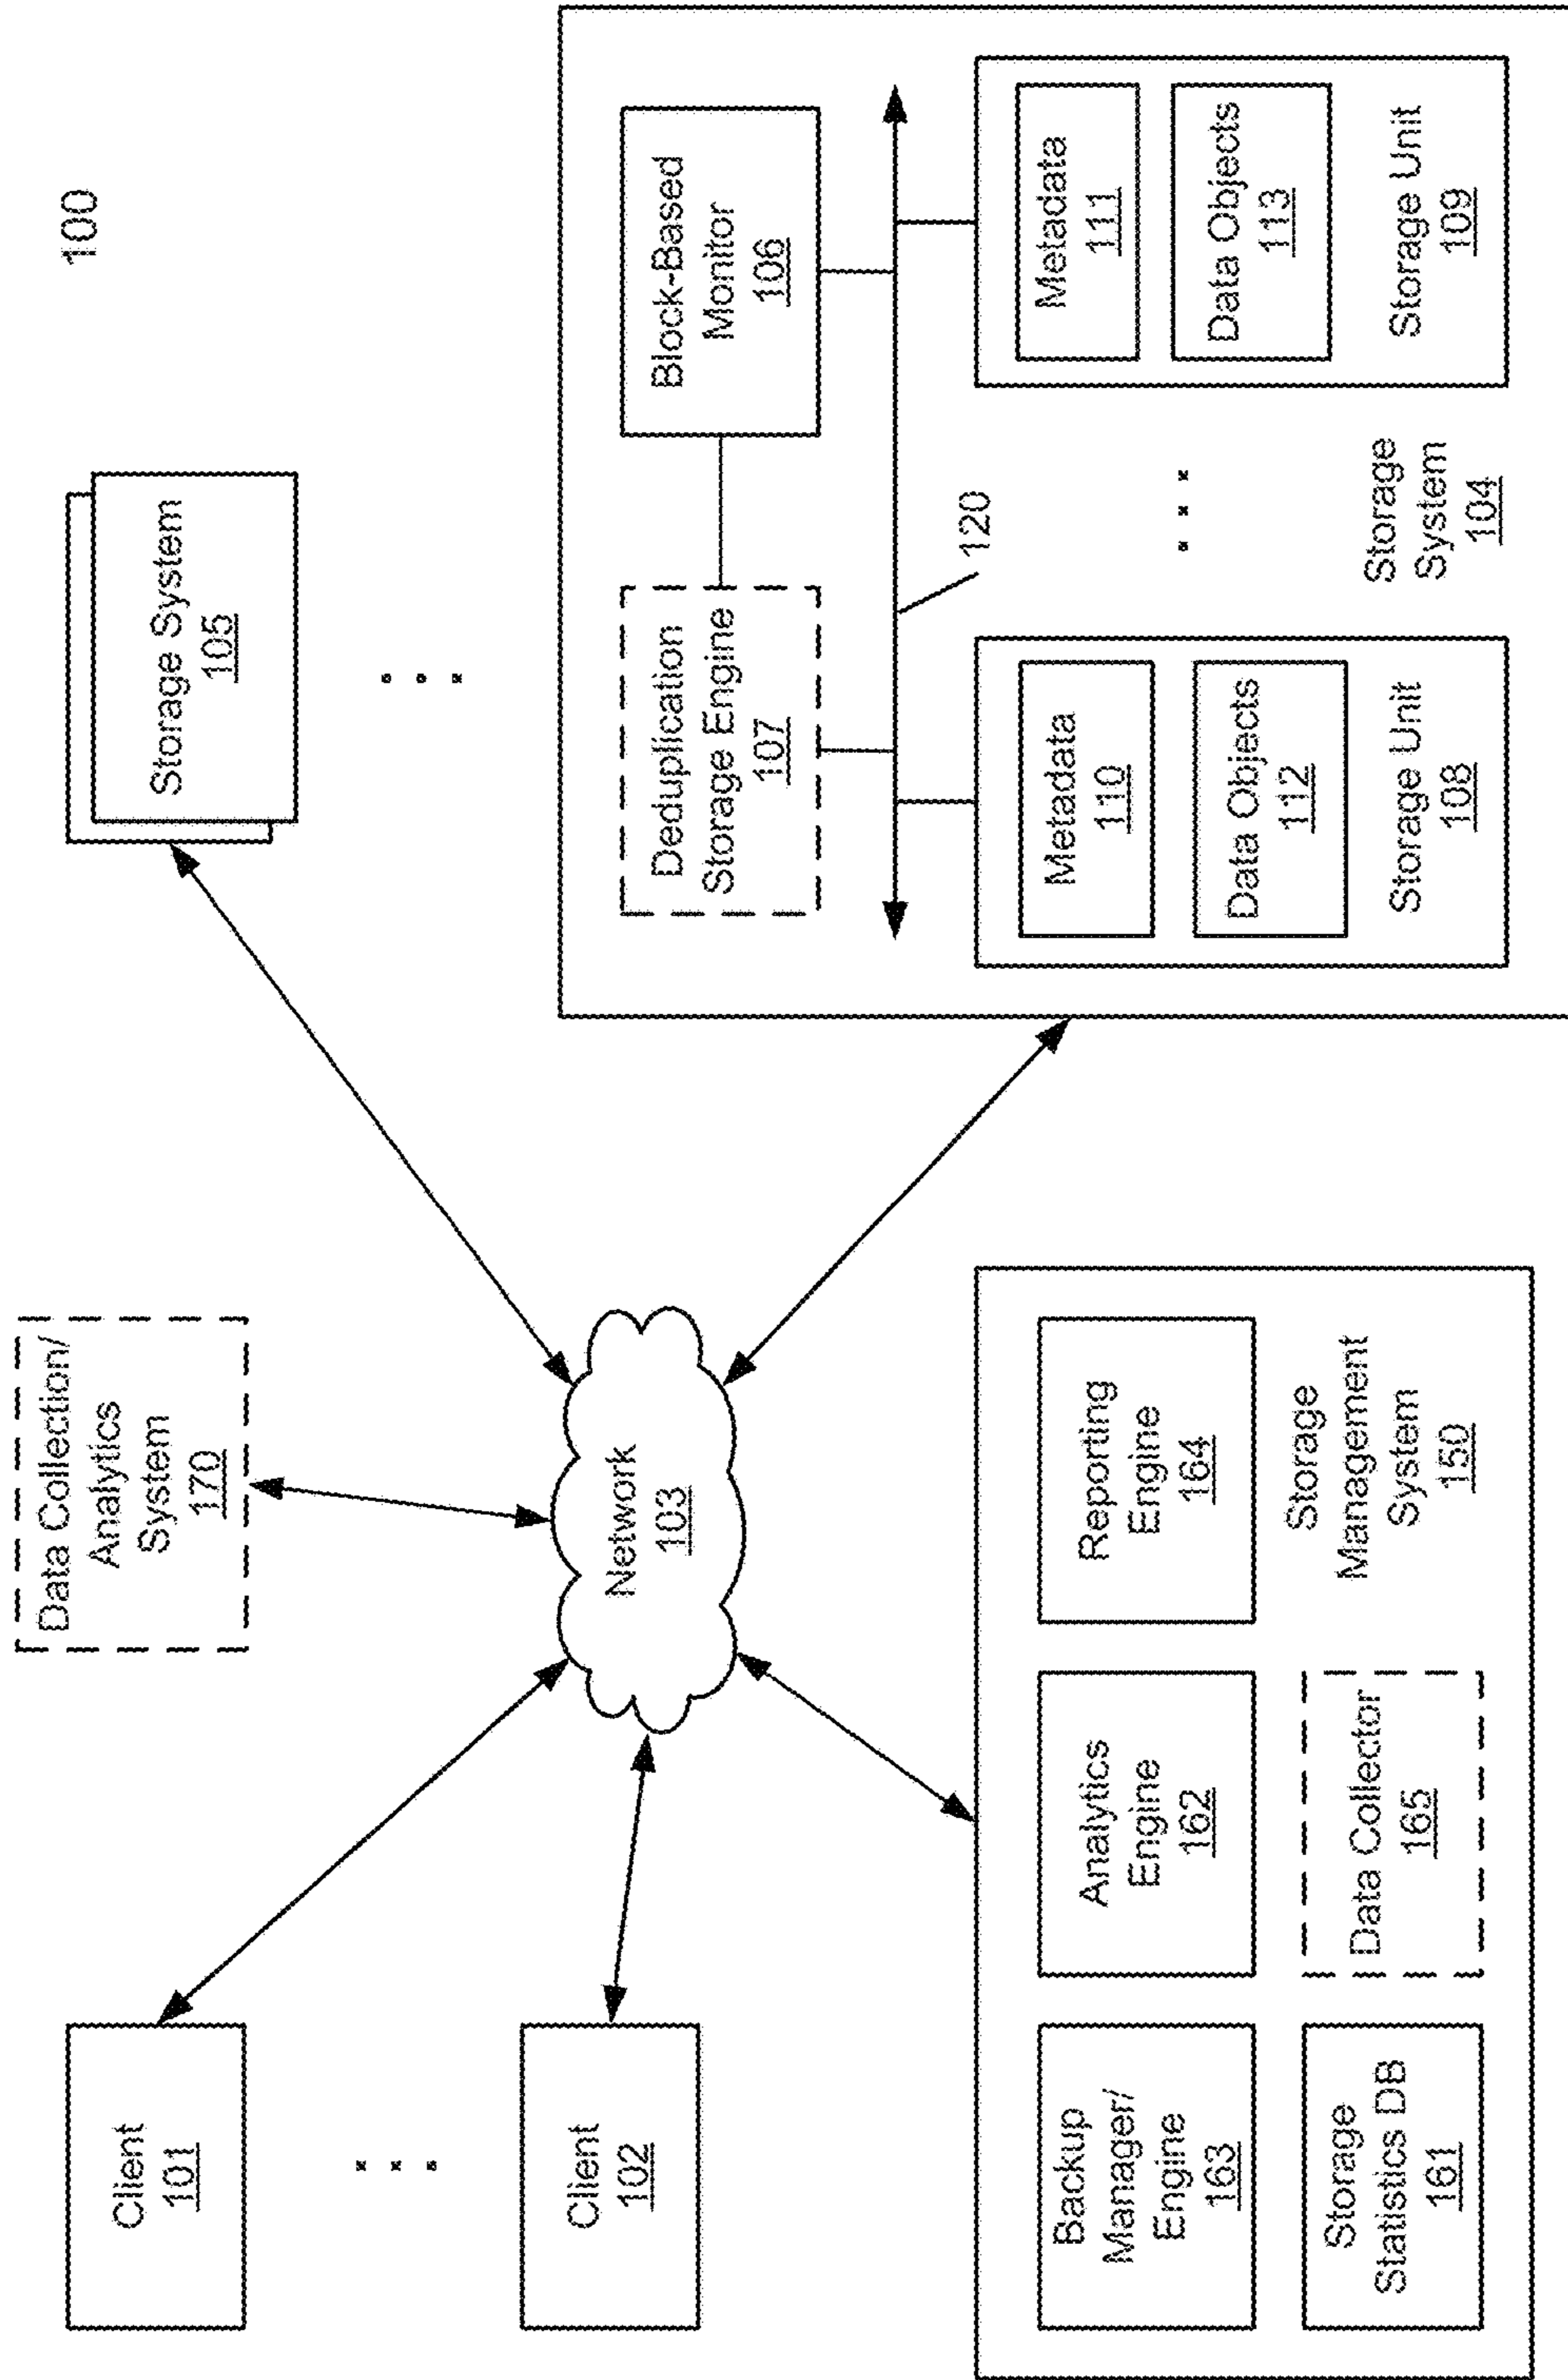 100
Client
101
Client
102
Data Collection/
Analytics
System
170
Network
103
Storage System
105
Backup
Manager/
Engine
163
Analytics
Engine
162
Reporting
Engine
164
Storage
Statistics DB
161
Data Collector
165
Storage
Management
System
150
Deduplication
Storage Engine
107
Block-Based
Monitor
106
120
Metadata
110
Data Objects
112
Storage Unit
108
Metadata
111
Data Objects
113
Storage Unit
109
Storage
System
104